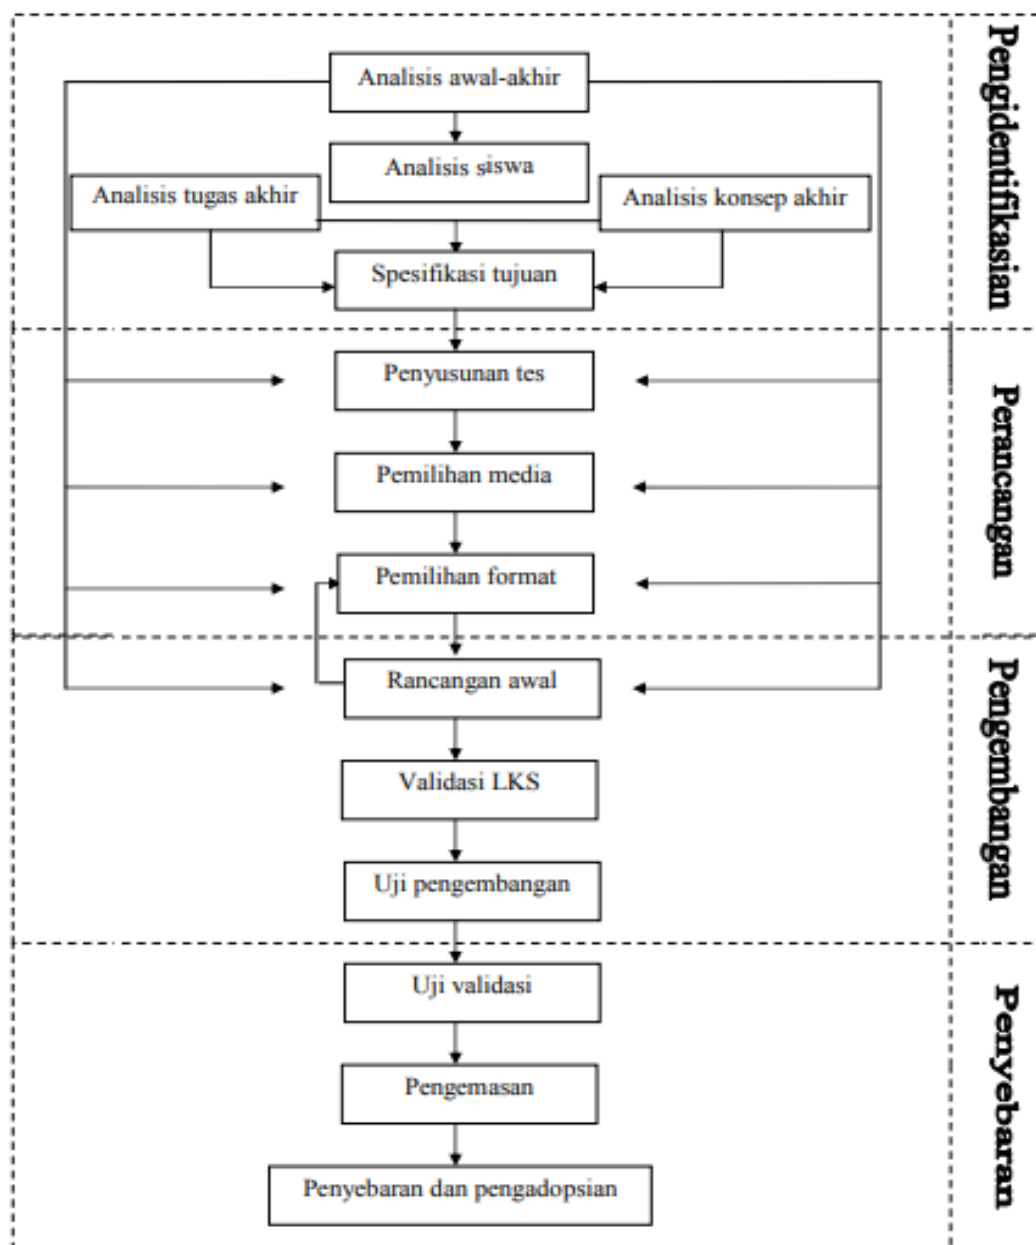 Analisis awal-akhir
Analisis siswa
Analisis tugas akhir
Analisis konsep akhir
Spesifikasi tujuan
Pengidentifikasian
Penyusunan tes
Pemilihan media
Pemilihan format
Perancangan
Rancangan awal
Validasi LKS
Uji pengembangan
Pengembangan
Uji validasi
Pengemasan
Penyebaran dan pengadopsian
Penyebaran